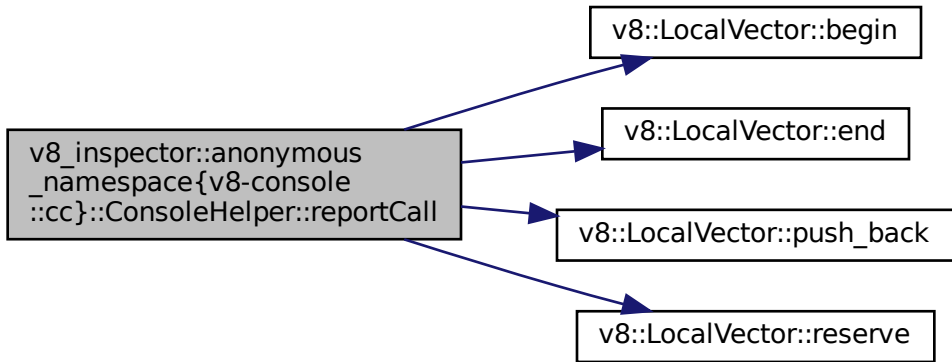 v8::LocalVector::begin
v8::LocalVector::end
v8_inspector::anonymous
_namespace{v8-console
::cc}::ConsoleHelper::reportCall
v8::LocalVector::push_back
v8::LocalVector::reserve